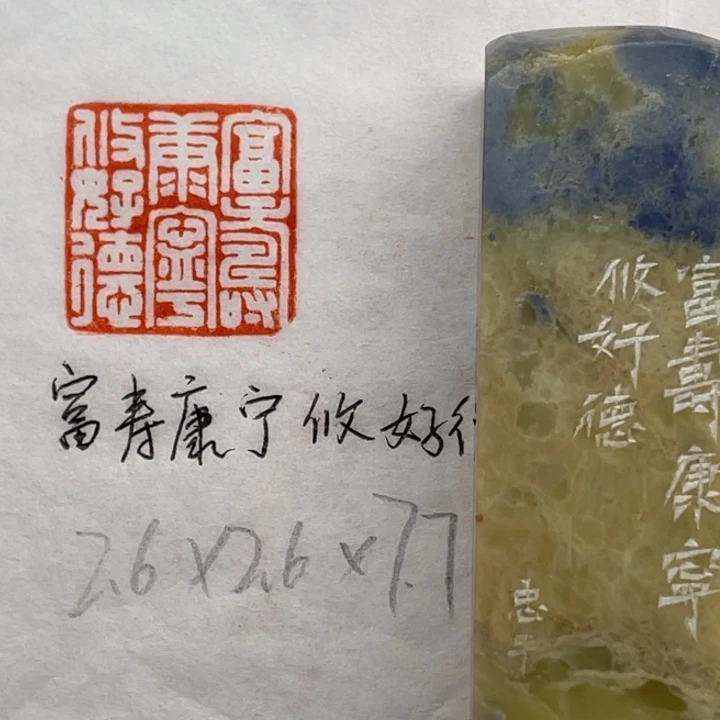 富壽
康寧
攸好德
富寿康宁攸好
2.6×2.6×7.7
富壽康寧
攸好德
忠